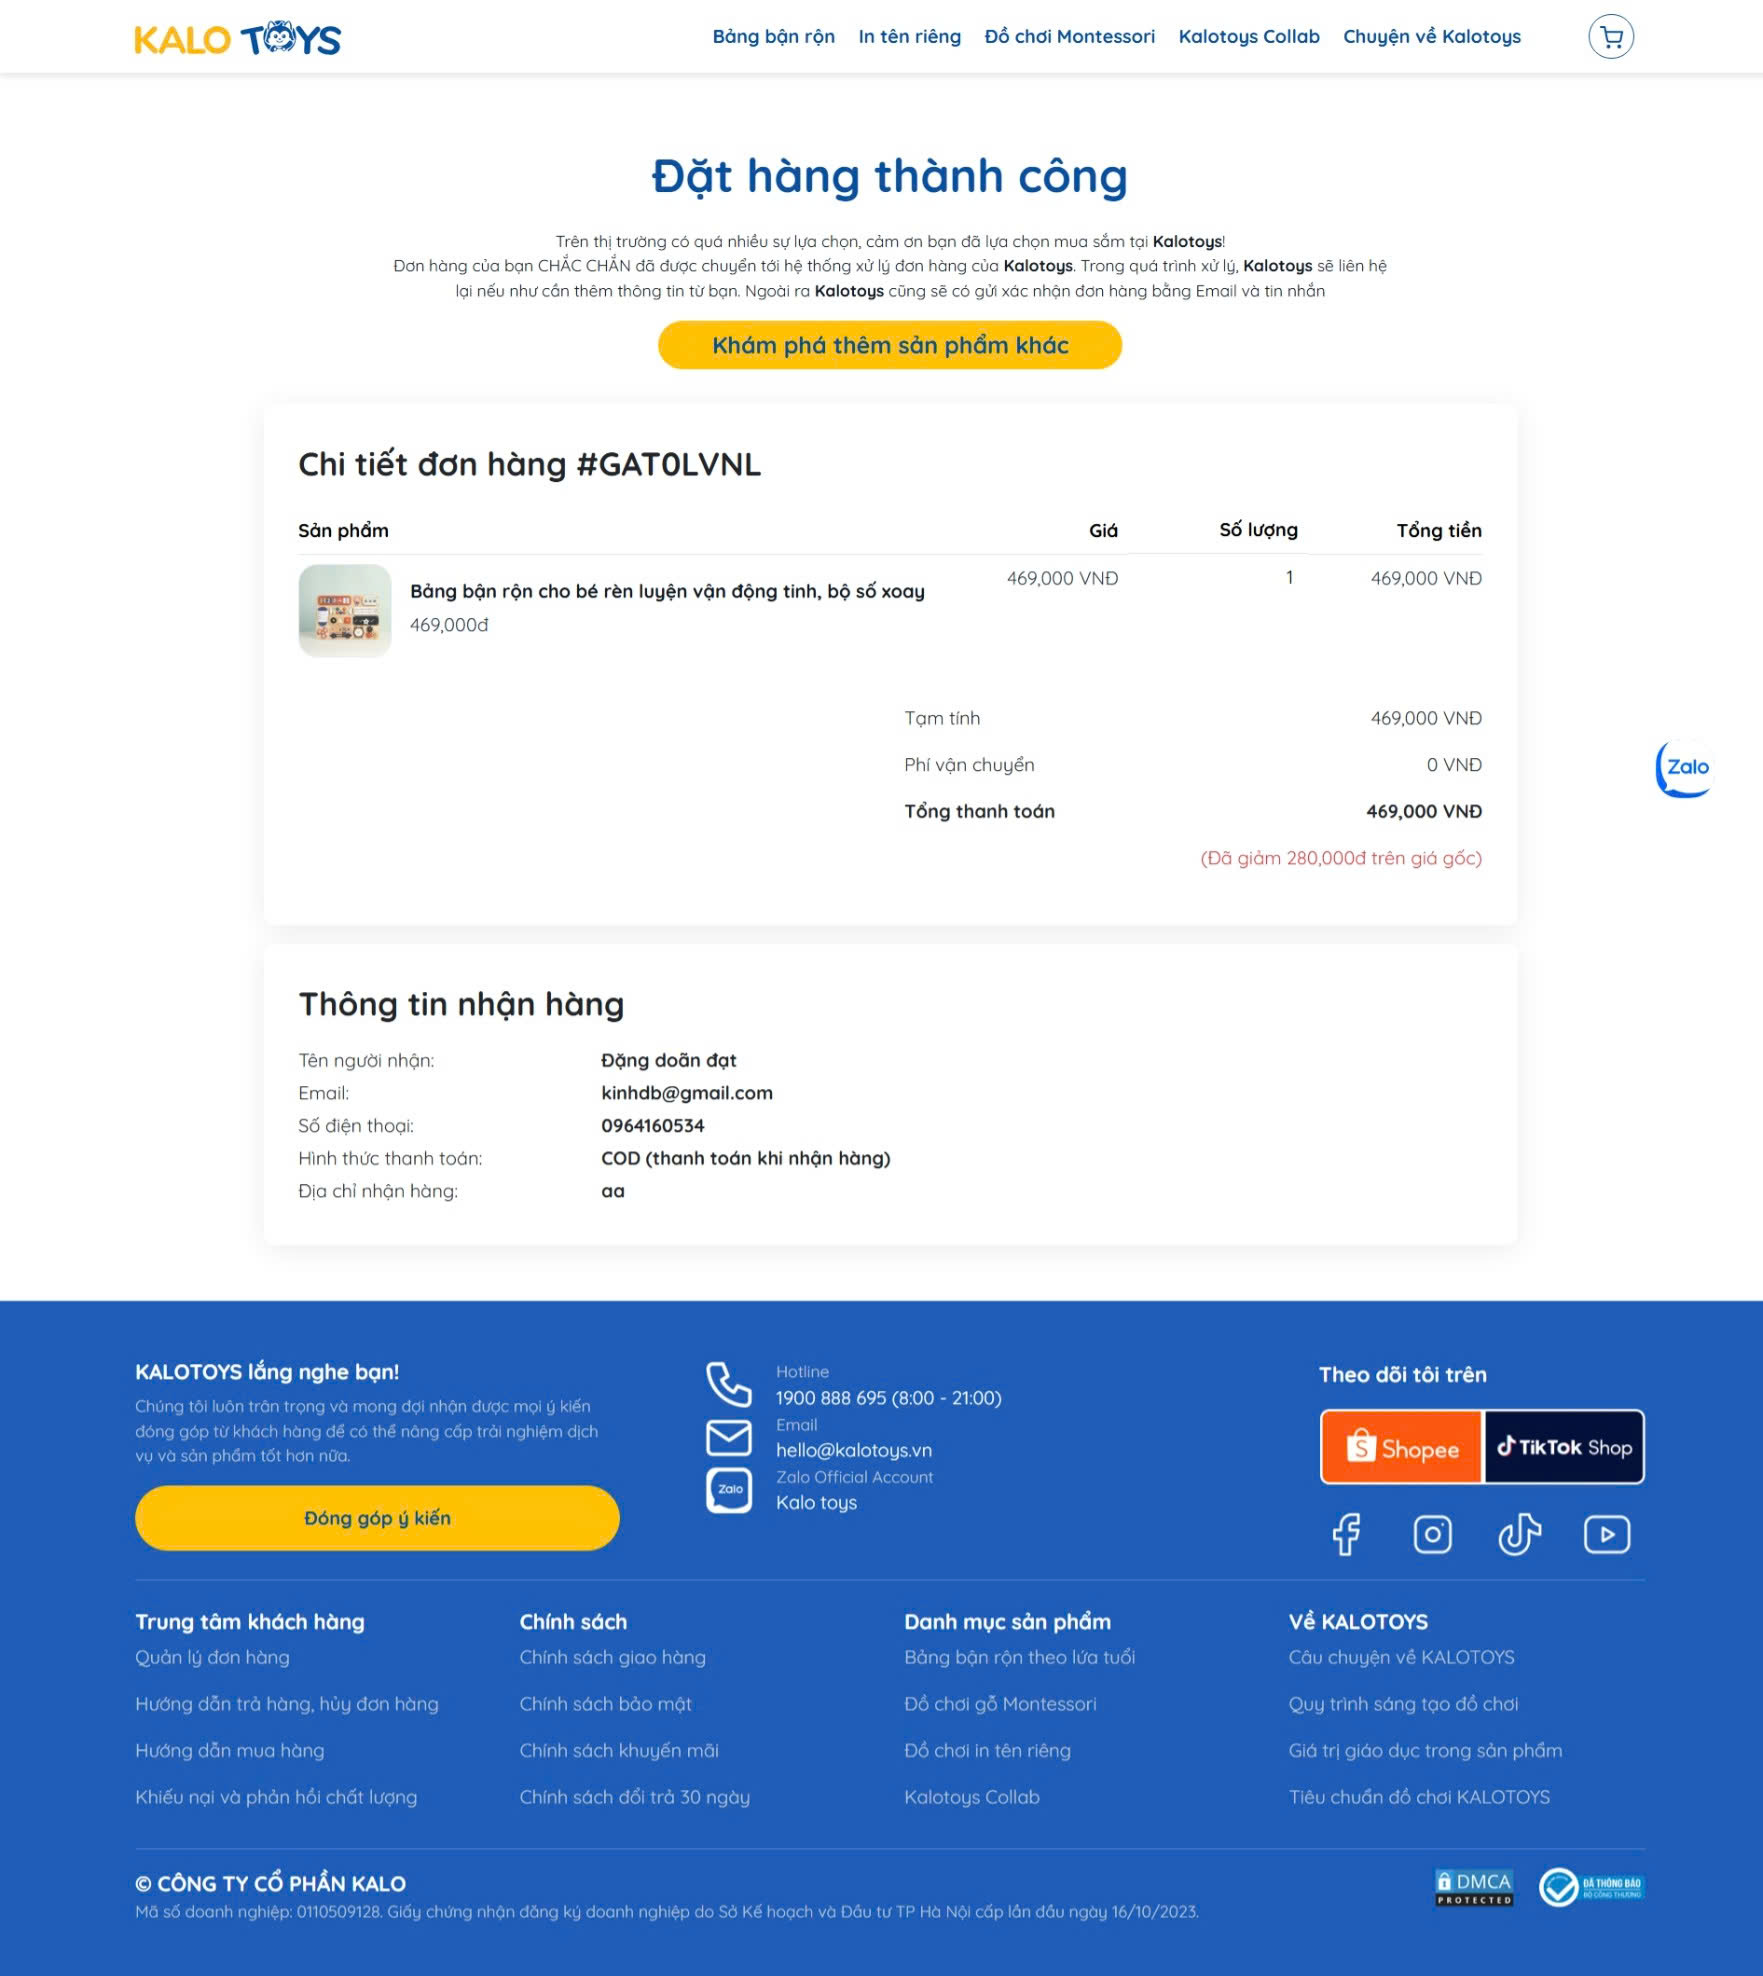 KALO TOYS
Bảng bận rộn In tên riêng Đồ chơi Montessori Kalotoys Collab Chuyện về Kalotoys
Đặt hàng thành công
Trên thị trường có quá nhiều sự lựa chọn, cảm ơn bạn đã lựa chọn mua sắm tại Kalotoys!
Đơn hàng của bạn CHẮC CHẮN đã được chuyển tới hệ thống xử lý đơn hàng của Kalotoys. Trong quá trình xử lý, Kalotoys sẽ liên hệ
lại nếu như cần thêm thông tin từ bạn. Ngoài ra Kalotoys cũng sẽ có gửi xác nhận đơn hàng bằng Email và tin nhắn
Khám phá thêm sản phẩm khác
Chi tiết đơn hàng #GAT0LVNL
Sản phẩm Giá Số lượng Tổng tiền
Bảng bận rộn cho bé rèn luyện vận động tinh, bộ số xoay 469,000 VNĐ 1 469,000 VNĐ
469,000đ
Tạm tính 469,000 VNĐ
Phí vận chuyển 0 VNĐ
Zalo
Tổng thanh toán 469,000 VNĐ
(Đã giảm 280,000đ trên giá gốc)
Thông tin nhận hàng
Tên người nhận: Đặng doãn đạt
Email: kinhdb@gmail.com
Số điện thoại: 0964160534
Hình thức thanh toán: COD (thanh toán khi nhận hàng)
Địa chỉ nhận hàng: aa
KALOTOYS lắng nghe bạn!
Chúng tôi luôn trân trọng và mong đợi nhận được mọi ý kiến
đóng góp từ khách hàng để có thể nâng cấp trải nghiệm dịch
vụ và sản phẩm tốt hơn nữa.
Đóng góp ý kiến
Hotline
1900 888 695 (8:00 - 21:00)
Email
hello@kalotoys.vn
Zalo Official Account
Zalo
Kalo toys
Theo dõi tôi trên
Shopee TikTok Shop
Trung tâm khách hàng
Quản lý đơn hàng
Hướng dẫn trả hàng, hủy đơn hàng
Hướng dẫn mua hàng
Khiếu nại và phản hồi chất lượng
Chính sách
Chính sách giao hàng
Chính sách bảo mật
Chính sách khuyến mãi
Chính sách đổi trả 30 ngày
Danh mục sản phẩm
Bảng bận rộn theo lứa tuổi
Đồ chơi gỗ Montessori
Đồ chơi in tên riêng
Kalotoys Collab
Về KALOTOYS
Câu chuyện về KALOTOYS
Quy trình sáng tạo đồ chơi
Giá trị giáo dục trong sản phẩm
Tiêu chuẩn đồ chơi KALOTOYS
© CÔNG TY CỔ PHẦN KALO
Mã số doanh nghiệp: 0110509128. Giấy chứng nhận đăng ký doanh nghiệp do Sở Kế hoạch và Đầu tư TP Hà Nội cấp lần đầu ngày 16/10/2023.
DMCA
PROTECTED
ĐÃ THÔNG BÁO
BỘ CÔNG THƯƠNG